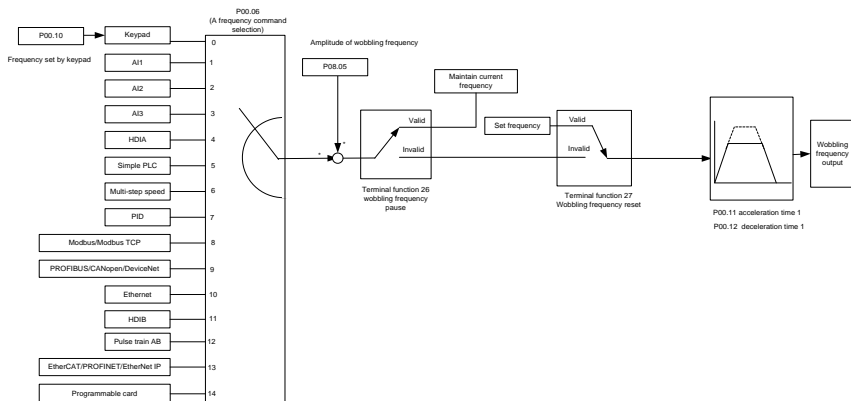 P00.06
(A frequency command
selection)
P00.10
Keypad
0
Frequency set by keypad
AI1
1
AI2
2
AI3
3
HDIA
4
Simple PLC
5
Multi-step speed
6
PID
7
Modbus/Modbus TCP
8
PROFIBUS/CANopen/DeviceNet
9
Ethernet
10
HDIB
11
Pulse train AB
12
EtherCAT/PROFINET/EtherNet IP
13
Programmable card
14
Amplitude of wobbling frequency
P08.05
Maintain current
frequency
Valid
Invalid
Terminal function 26
wobbling frequency
pause
Set frequency
Valid
Invalid
Terminal function 27
Wobbling frequency reset
P00.11 acceleration time 1
P00.12 deceleration time 1
Wobbling
frequency
output